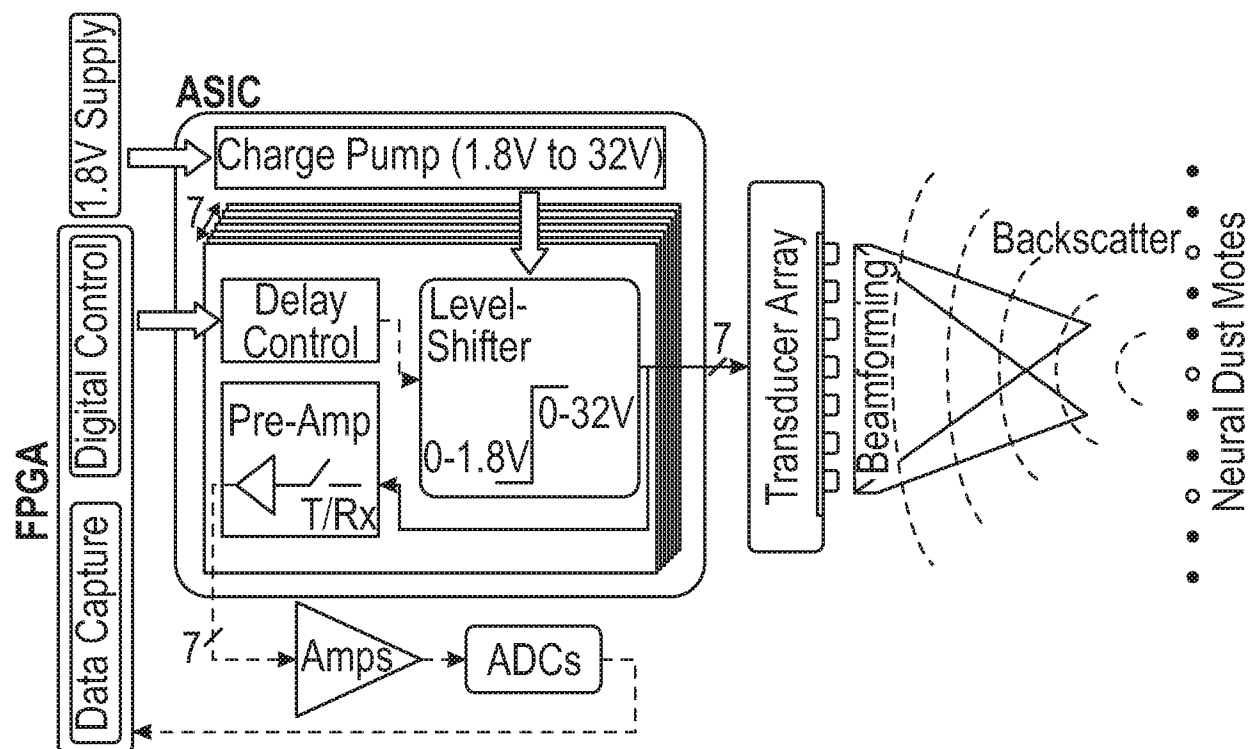 1.8V Supply
FPGA
Digital Control
Data Capture
ASIC
Charge Pump (1.8V to 32V)
7
Delay
Control
Level-
Shifter
0-32V
0-1.8V
Pre-Amp
T/Rx
7
Transducer Array
Beamforming
Backscatter
Neural Dust Motes
7
Amps
ADCs